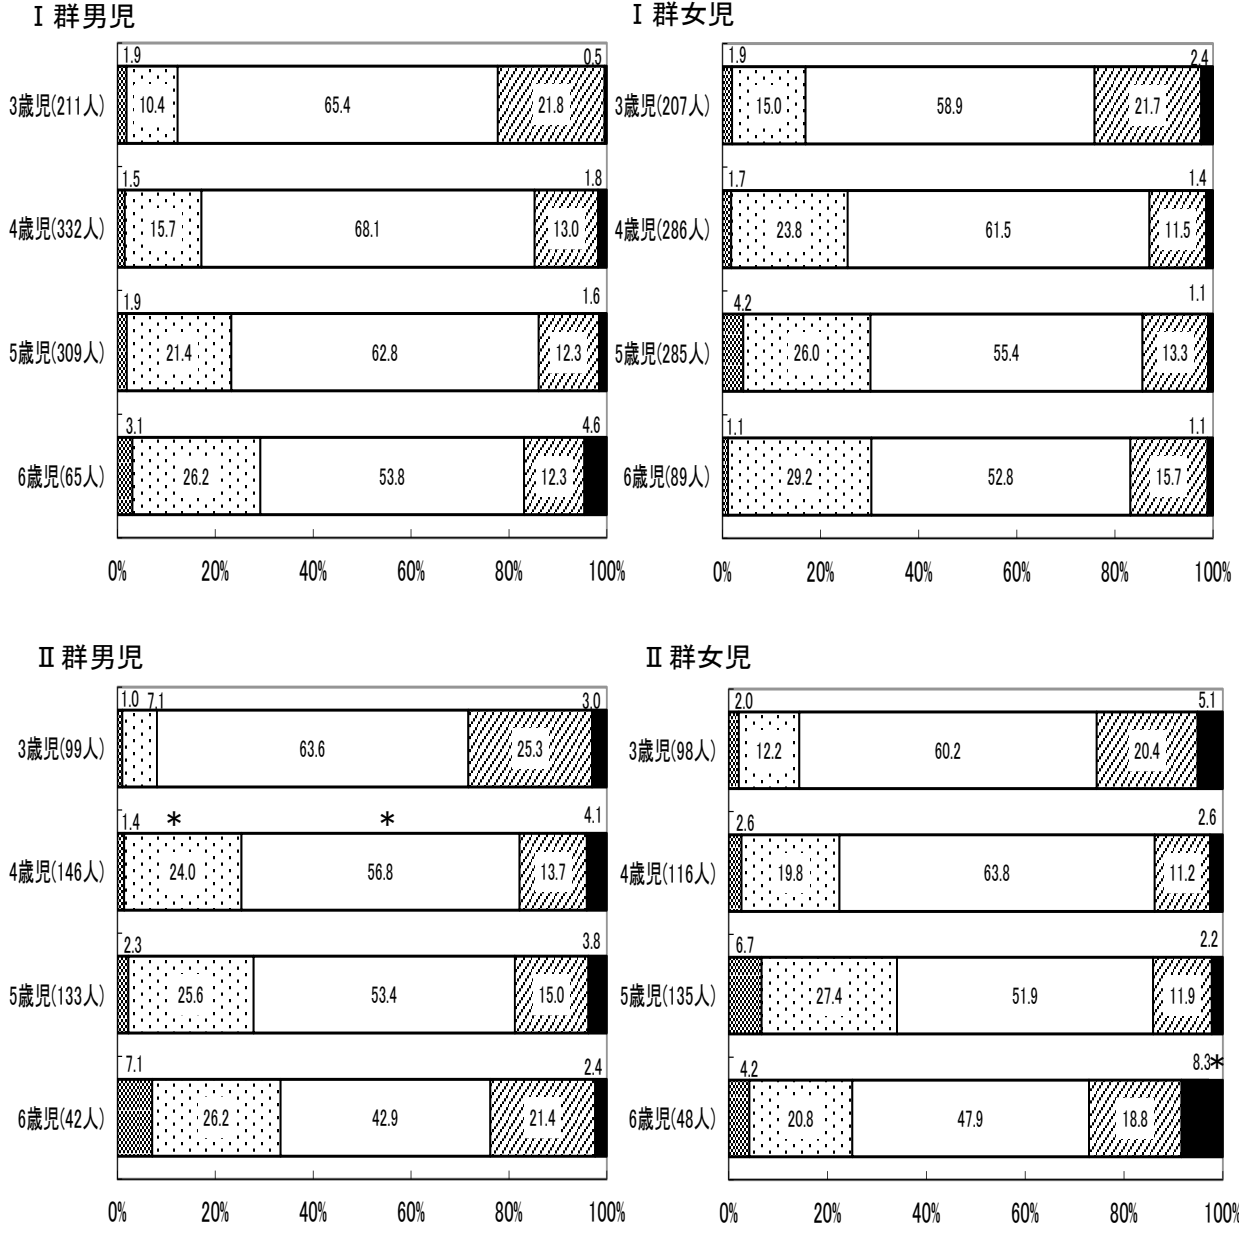 Ⅰ群男児
1.9 0.5
3歳児(211人) 10.4 65.4 21.8
1.5 1.8
4歳児(332人) 15.7 68.1 13.0
1.9 1.6
5歳児(309人) 21.4 62.8 12.3
3.1 4.6
6歳児(65人) 26.2 53.8 12.3
0% 20% 40% 60% 80% 100%
Ⅰ群女児
1.9 2.4
3歳児(207人) 15.0 58.9 21.7
1.7 1.4
4歳児(286人) 23.8 61.5 11.5
4.2 1.1
5歳児(285人) 26.0 55.4 13.3
1.1 1.1
6歳児(89人) 29.2 52.8 15.7
0% 20% 40% 60% 80% 100%
Ⅱ群男児
1.0 7.1 3.0
3歳児(99人) 63.6 25.3
1.4 * * 4.1
4歳児(146人) 24.0 56.8 13.7
2.3 3.8
5歳児(133人) 25.6 53.4 15.0
7.1 2.4
6歳児(42人) 26.2 42.9 21.4
0% 20% 40% 60% 80% 100%
Ⅱ群女児
2.0 5.1
3歳児(98人) 12.2 60.2 20.4
2.6 2.6
4歳児(116人) 19.8 63.8 11.2
6.7 2.2
5歳児(135人) 27.4 51.9 11.9
4.2 8.3*
6歳児(48人) 20.8 47.9 18.8
0% 20% 40% 60% 80% 100%